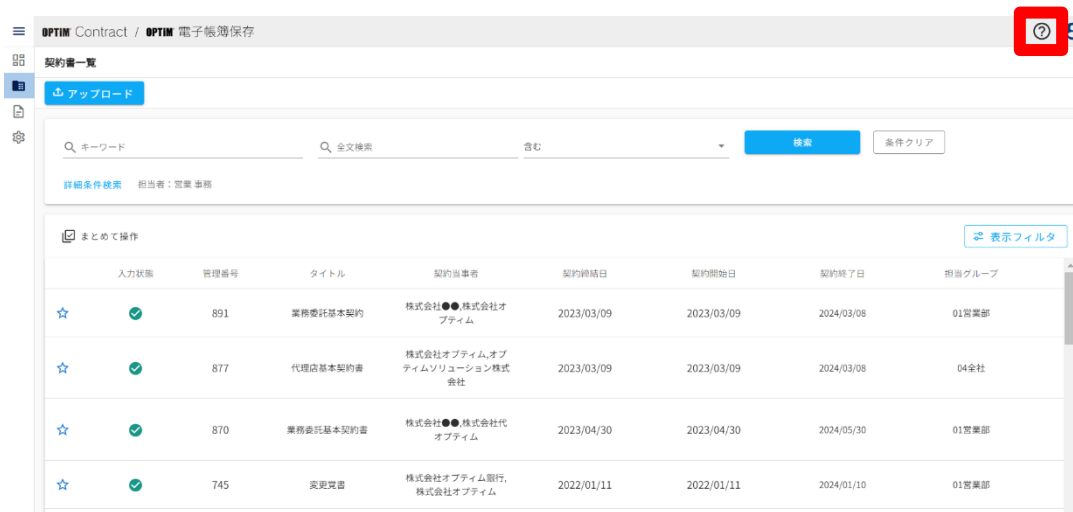 OPTIM Contract / OPTIM 電子帳簿保存
契約書一覧
アップロード
キーワード 全文検索 含む 検索 条件クリア
詳細条件検索 担当者：営業 事務
まとめて操作 表示フィルタ
入力状態 管理番号 タイトル 契約当事者 契約締結日 契約開始日 契約終了日 担当グループ
891 業務委託基本契約 株式会社●●,株式会社オ
プティム 2023/03/09 2023/03/09 2024/03/08 01営業部
877 代理店基本契約書 株式会社オプティム,オプ
ティムソリューション株式
会社 2023/03/09 2023/03/09 2024/03/08 04全社
870 業務委託基本契約書 株式会社●●,株式会社代
オプティム 2023/04/30 2023/04/30 2024/05/30 01営業部
745 変更覚書 株式会社オプティム銀行,
株式会社オプティム 2022/01/11 2022/01/11 2024/01/10 01営業部